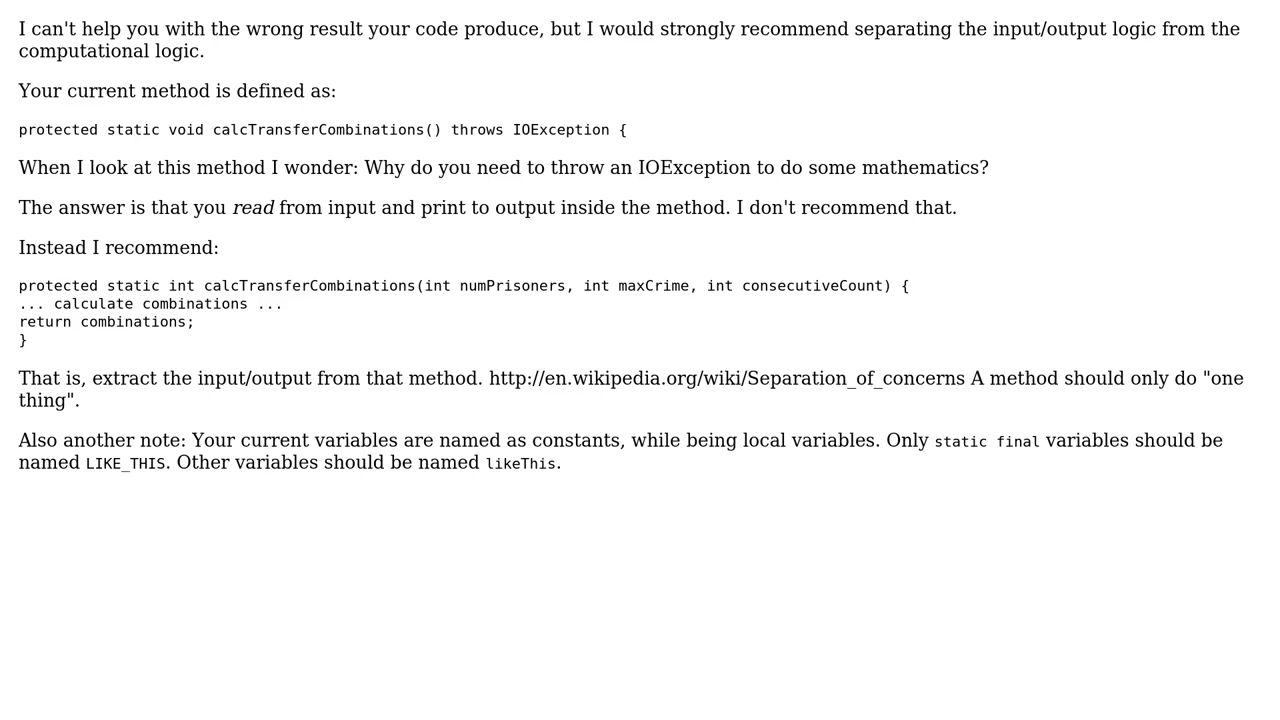 I can't help you with the wrong result your code produce, but I would strongly recommend separating the input/output logic from the
computational logic.
Your current method is defined as:
protected static void calcTransferCombinations() throws IOException {
When I look at this method I wonder: Why do you need to throw an IOException to do some mathematics?
The answer is that you read from input and print to output inside the method. I don't recommend that.
Instead I recommend:
protected static int calcTransferCombinations(int numPrisoners, int maxCrime, int consecutiveCount) {
... calculate combinations ...
return combinations;
}
That is, extract the input/output from that method. http://en.wikipedia.org/wiki/Separation_of_concerns A method should only do "one
thing".
Also another note: Your current variables are named as constants, while being local variables. Only static final variables should be
named LIKE_THIS. Other variables should be named likeThis.